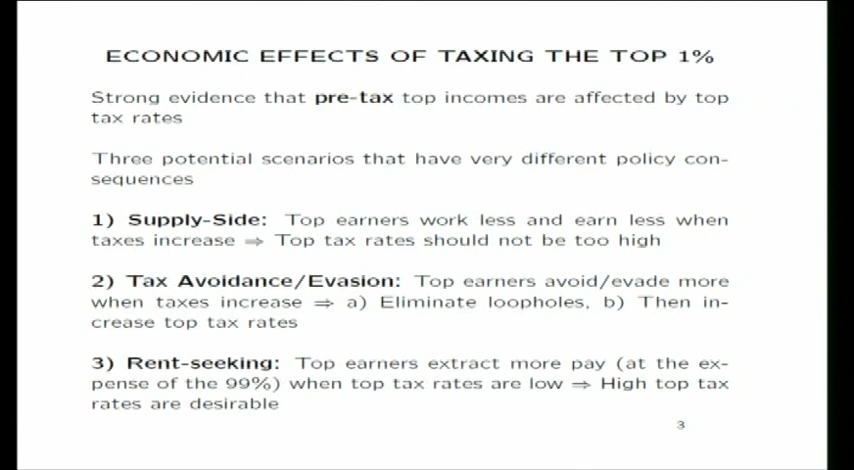 ECONOMIC EFFECTS OF TAXING THE TOP 1%
Strong evidence that pre-tax top incomes are affected by top
tax rates
Three potential scenarios that have very different policy con-
sequences
1) Supply-Side: Top earners work less and earn less when
taxes increase ⇒ Top tax rates should not be too high
2) Tax Avoidance/Evasion: Top earners avoid/evade more
when taxes increase ⇒ a) Eliminate loopholes, b) Then in-
crease top tax rates
3) Rent-seeking: Top earners extract more pay (at the ex-
pense of the 99%) when top tax rates are low ⇒ High top tax
rates are desirable
3